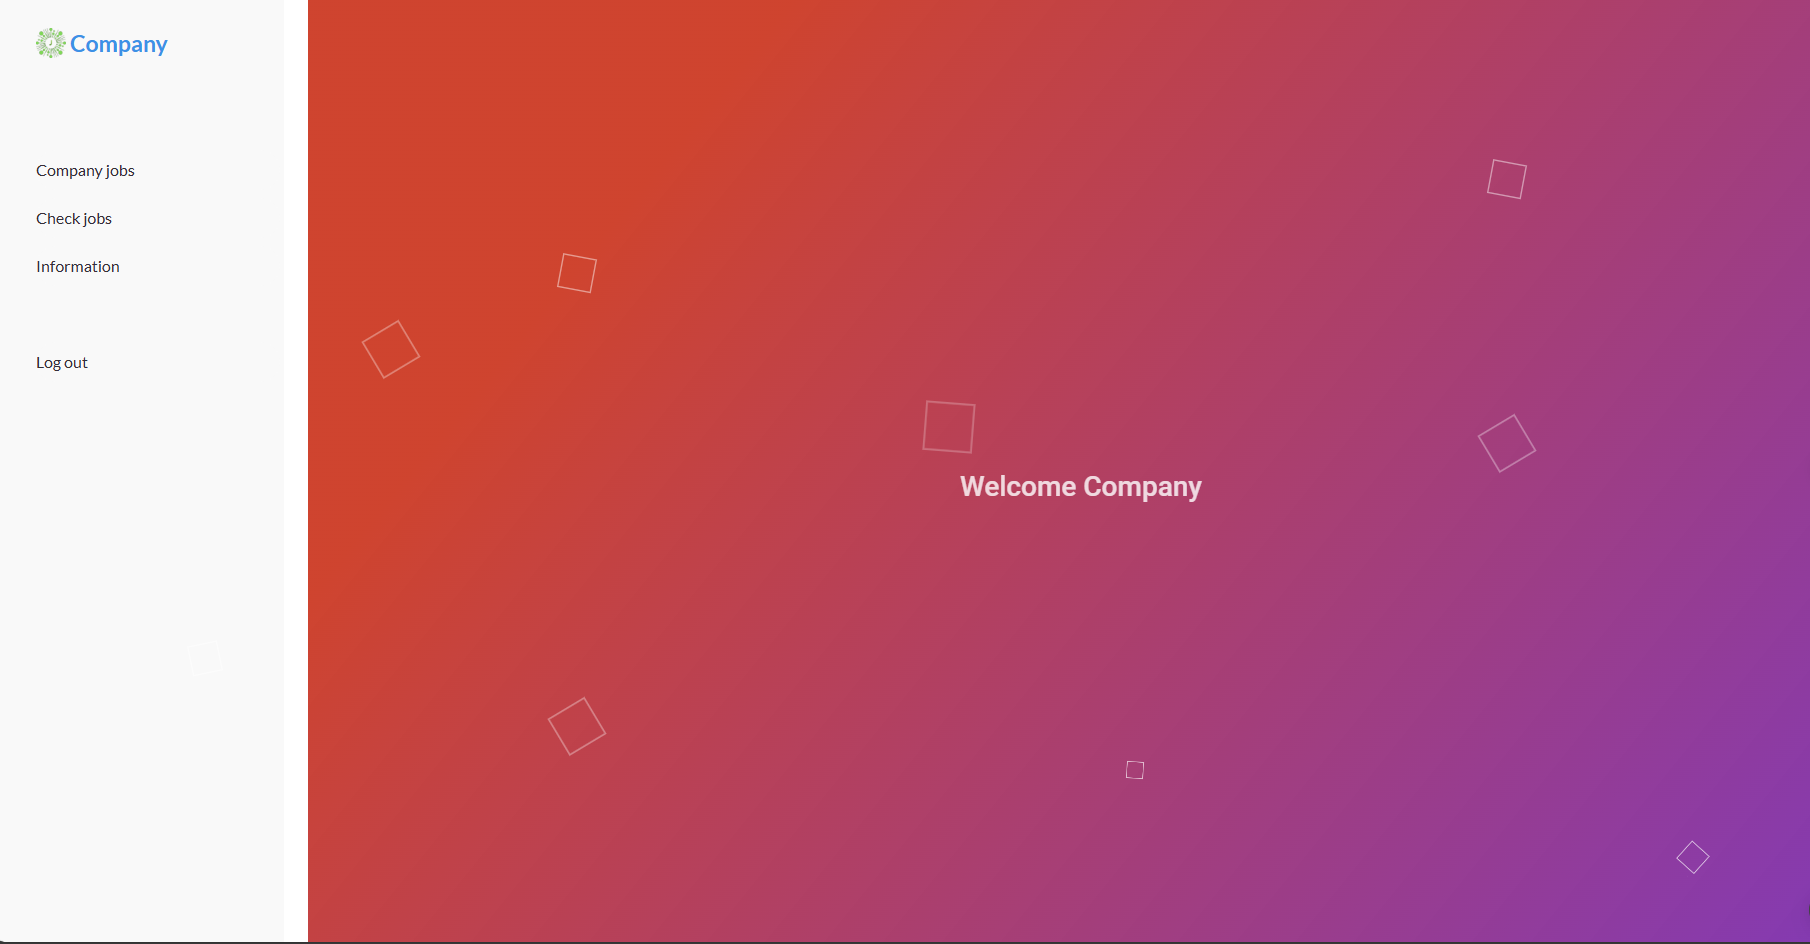 Company
Company jobs
Check jobs
Information
Log out
Welcome Company